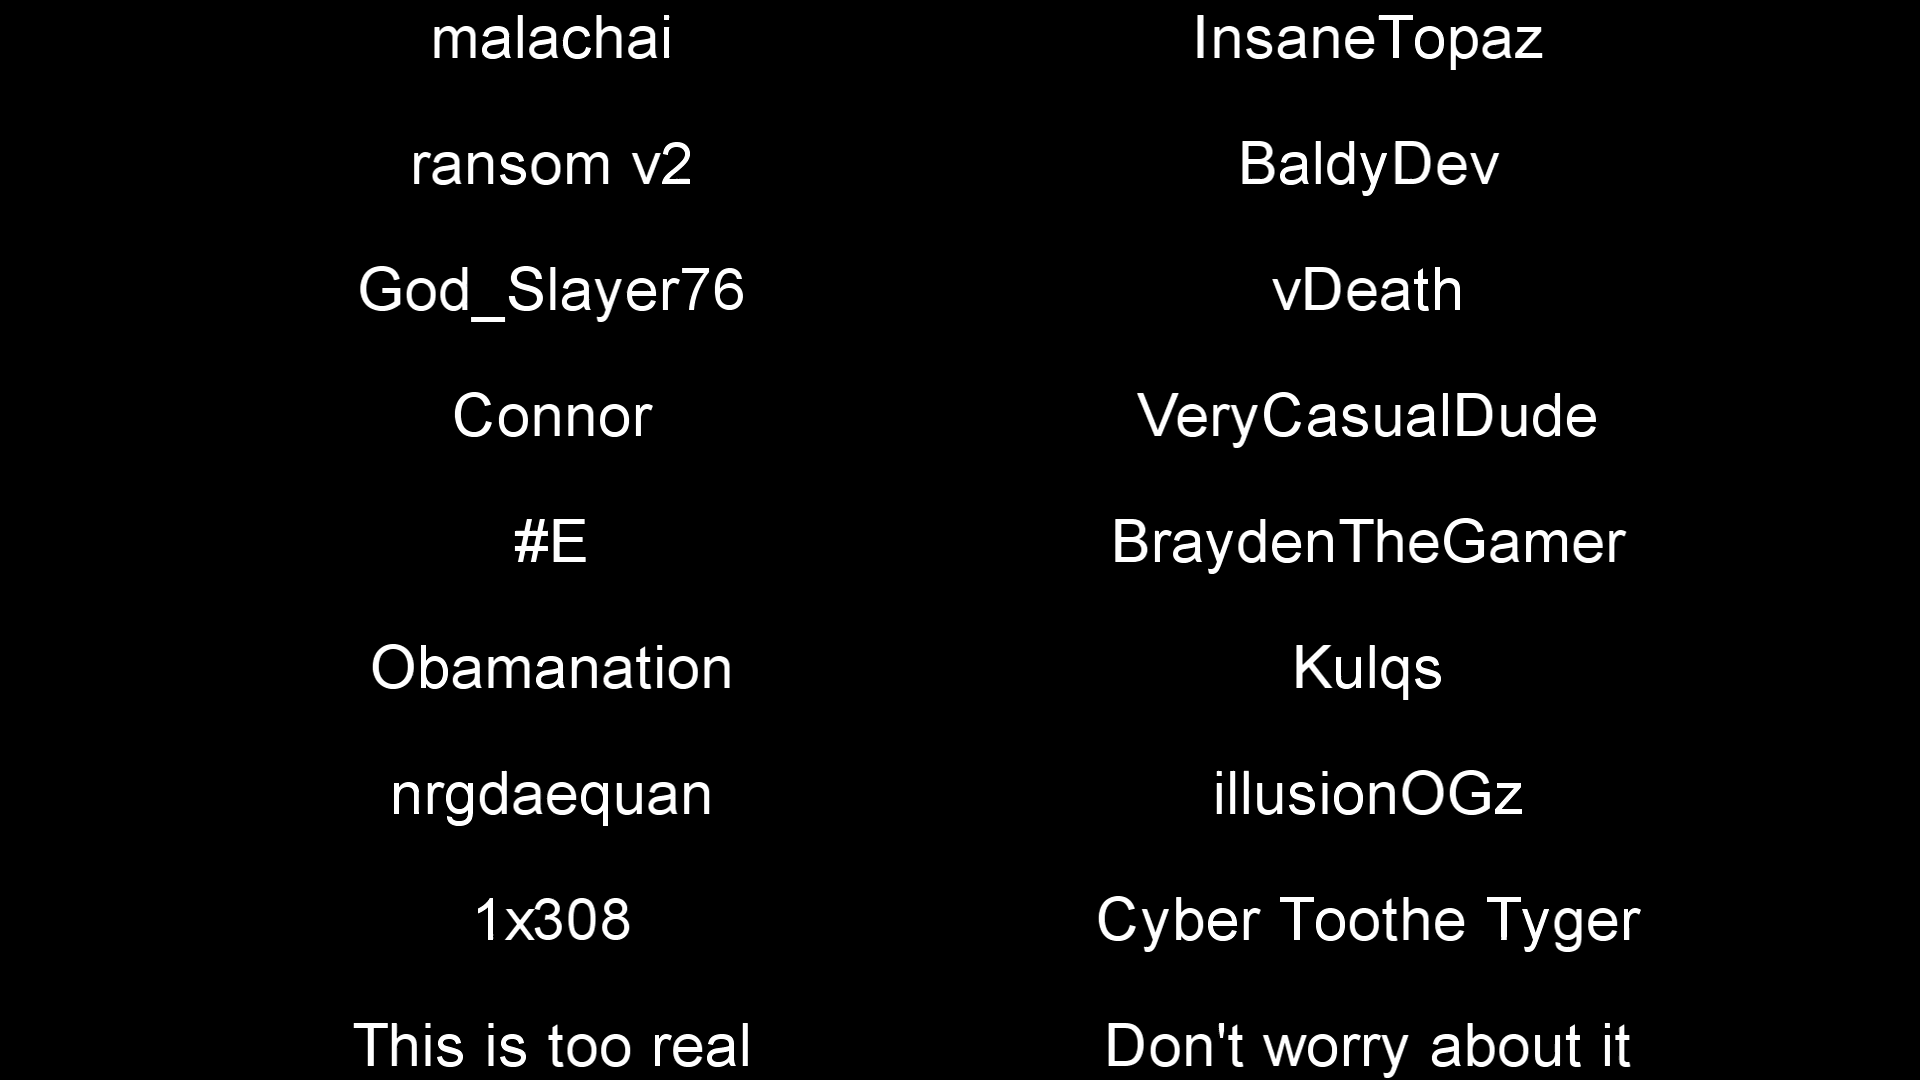 malachai InsaneTopaz
ransom v2 BaldyDev
God_Slayer76 vDeath
Connor VeryCasualDude
#E BraydenTheGamer
Obamanation Kulqs
nrgdaequan illusionOGz
1x308 Cyber Toothe Tyger
This is too real Don't worry about it